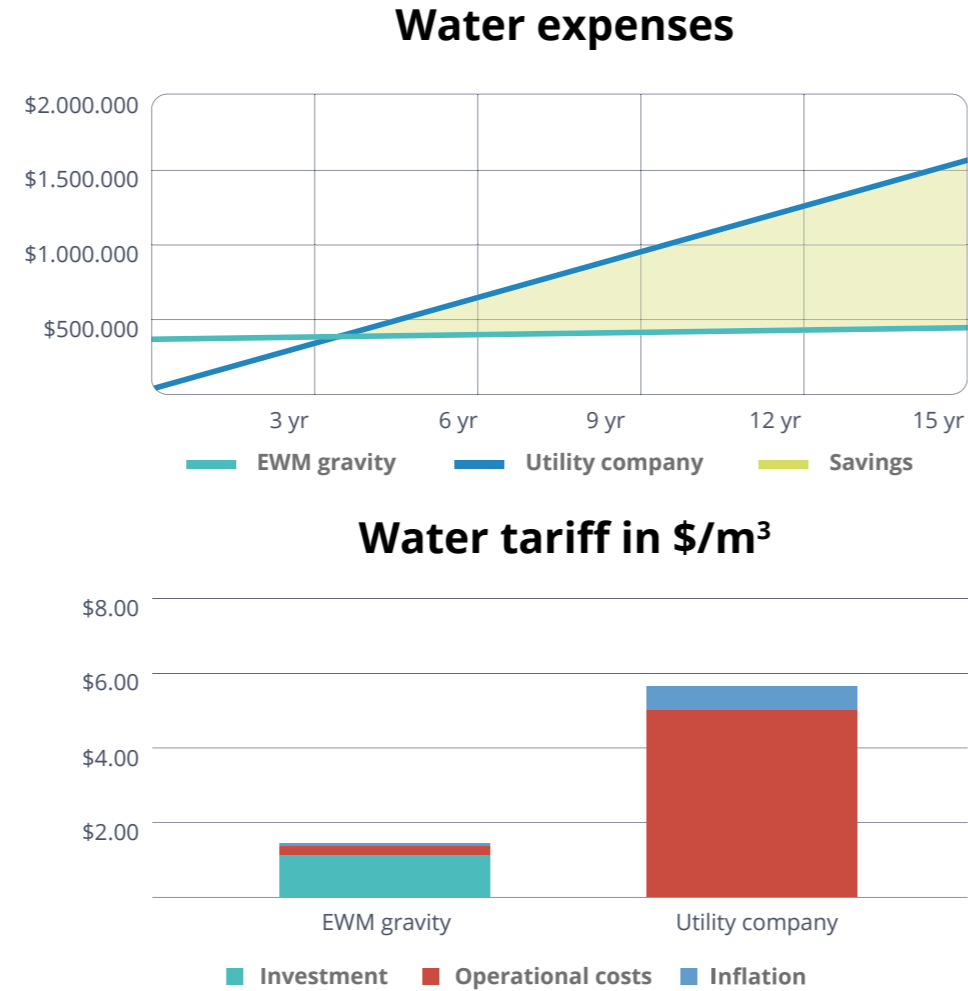 Water expenses
$2.000.000
$1.500.000
$1.000.000
$500.000
3 yr 6 yr 9 yr 12 yr 15 yr
EWM gravity Utility company Savings
Water tariff in $/m³
$8.00
$6.00
$4.00
$2.00
EWM gravity Utility company
Investment Operational costs Inflation